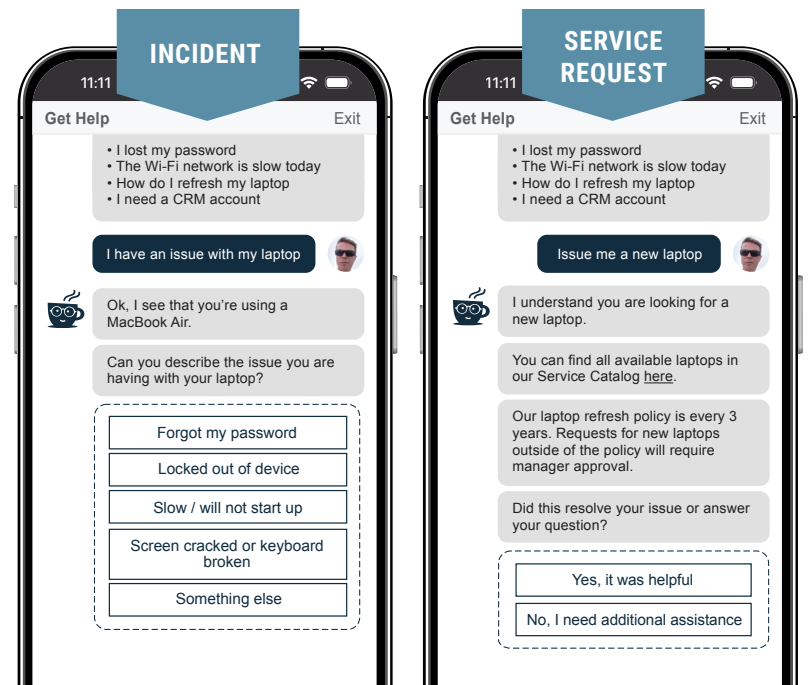 INCIDENT
11:11
Get Help
Exit
• I lost my password
• The Wi-Fi network is slow today
• How do I refresh my laptop
• I need a CRM account
I have an issue with my laptop
Ok, I see that you’re using a
MacBook Air.
Can you describe the issue you are
having with your laptop?
Forgot my password
Locked out of device
Slow / will not start up
Screen cracked or keyboard
broken
Something else
SERVICE
REQUEST
11:11
Get Help
Exit
• I lost my password
• The Wi-Fi network is slow today
• How do I refresh my laptop
• I need a CRM account
Issue me a new laptop
I understand you are looking for a
new laptop.
You can find all available laptops in
our Service Catalog here.
Our laptop refresh policy is every 3
years. Requests for new laptops
outside of the policy will require
manager approval.
Did this resolve your issue or answer
your question?
Yes, it was helpful
No, I need additional assistance